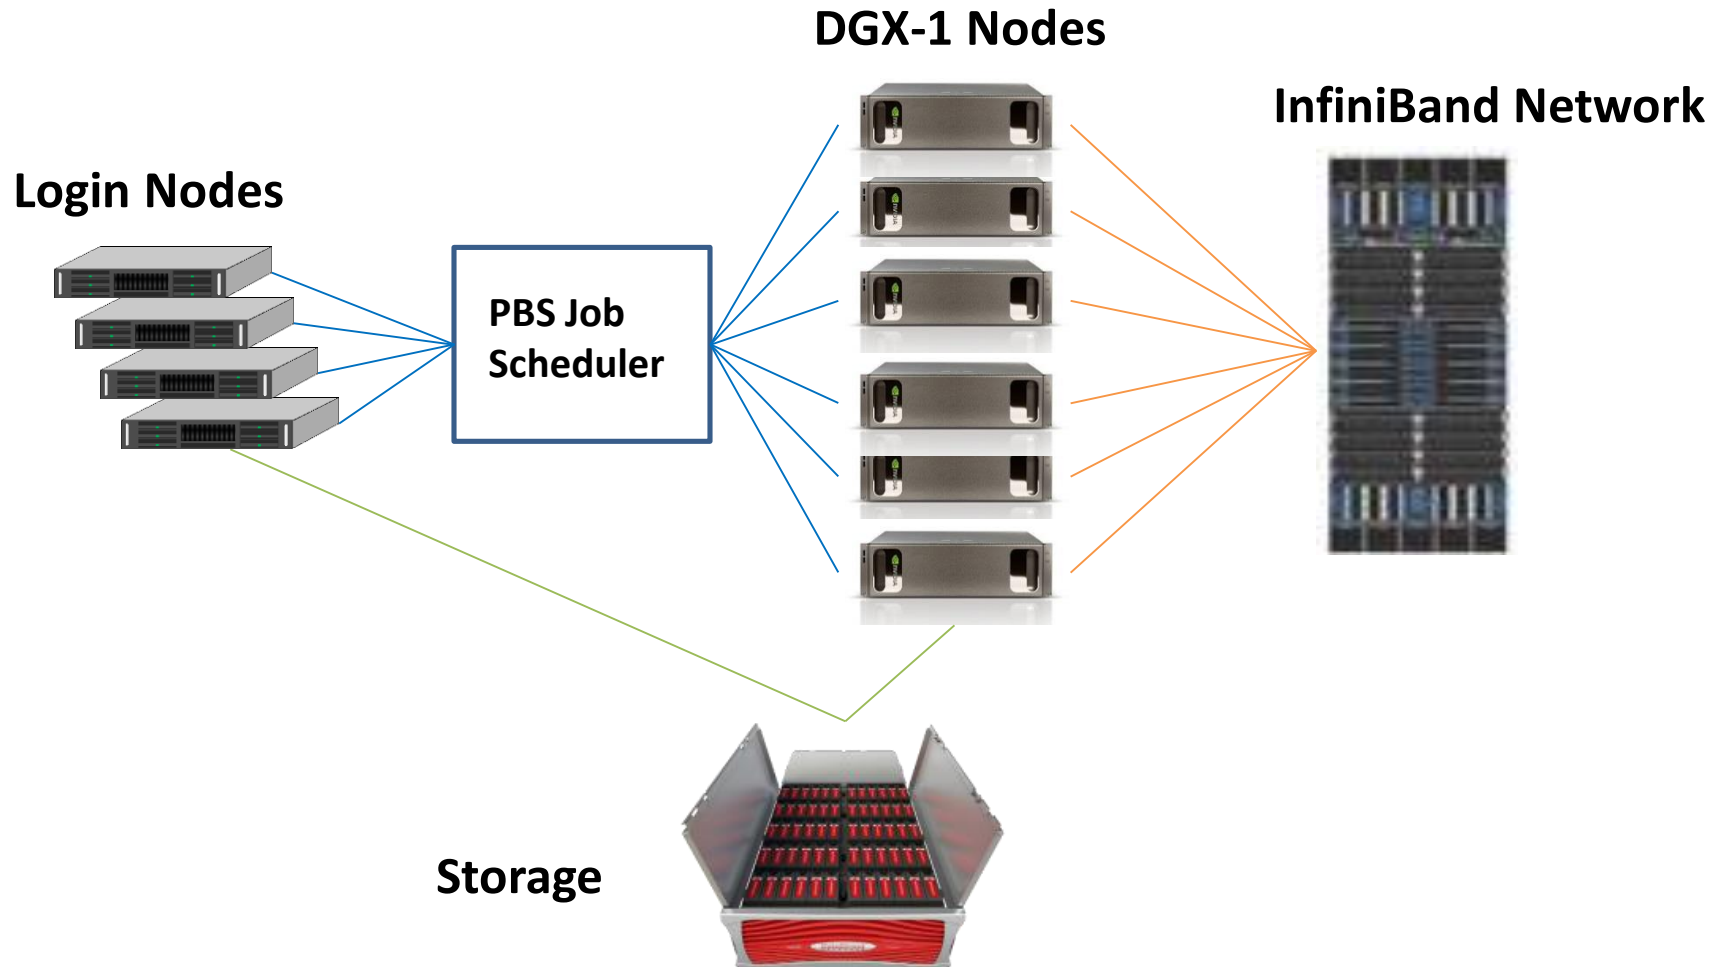 DGX-1 Nodes
InfiniBand Network
Login Nodes
PBS Job
Scheduler
Storage